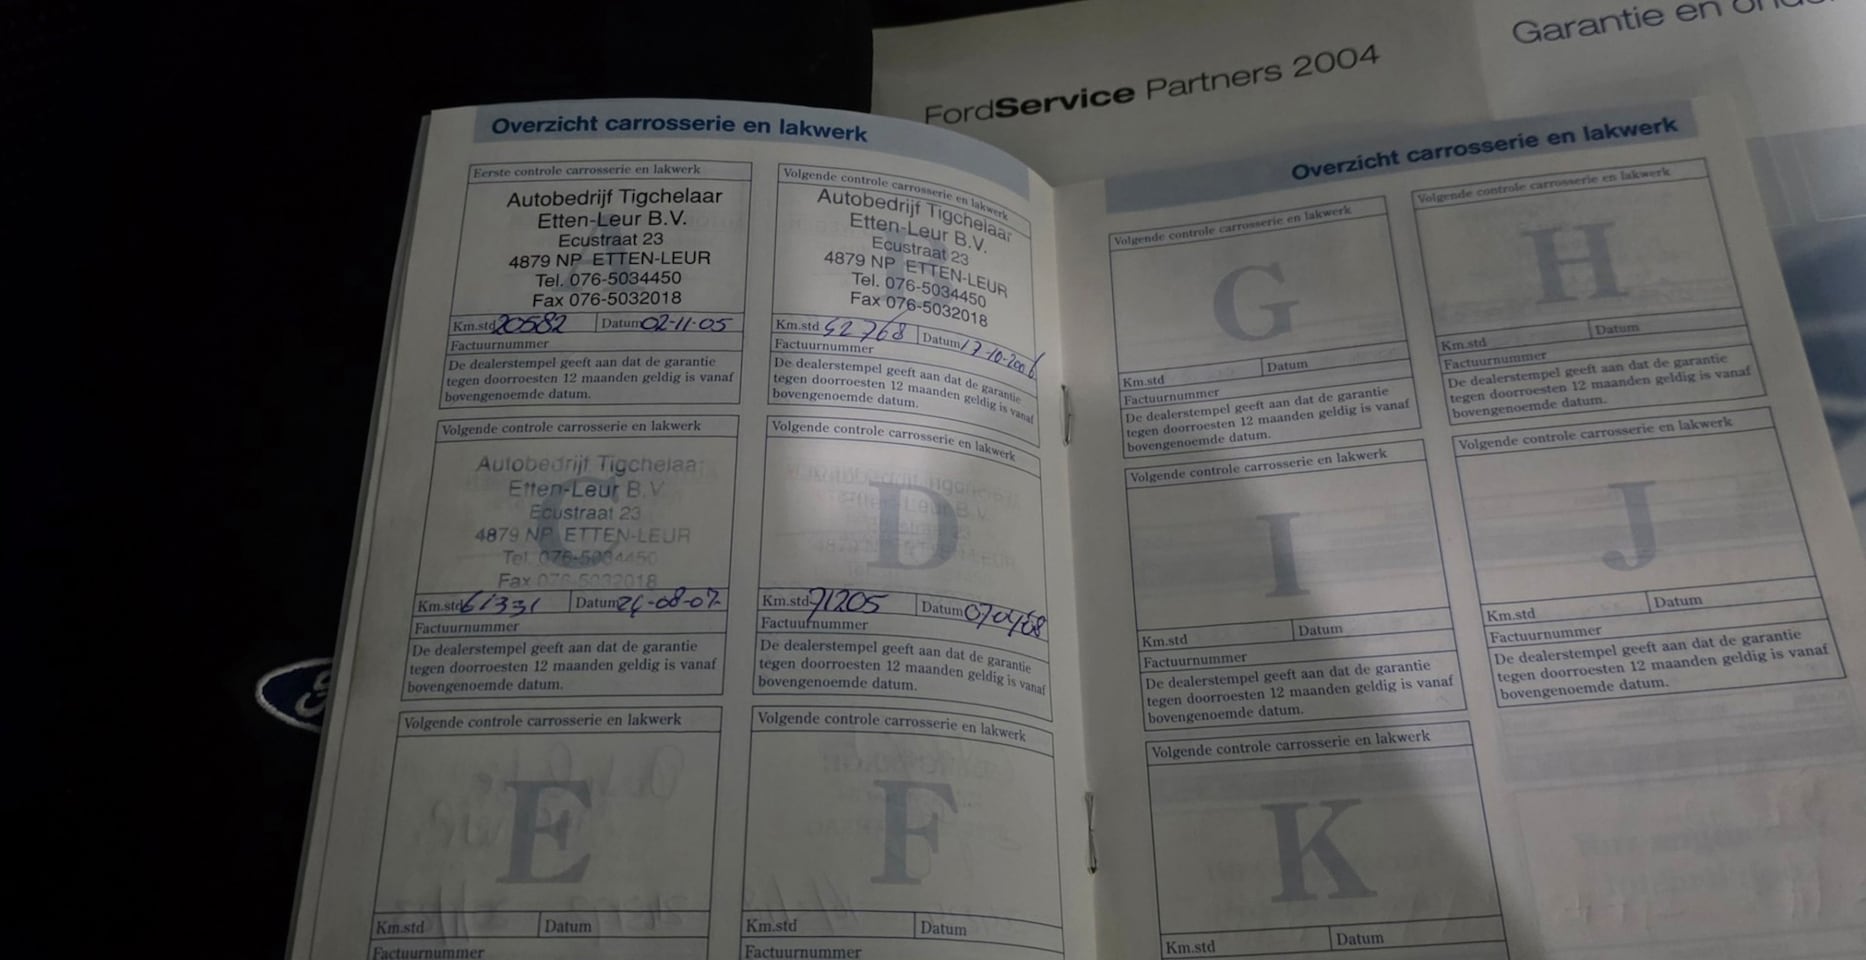 FordService Partners 2004
Garantie en
Overzicht carrosserie en lakwerk
Eerste controle carrosserie en lakwerk
Autobedrijf Tigchelaar
Etten-Leur B.V.
Ecustraat 23
4879 NP ETTEN-LEUR
Tel. 076-5034450
Fax 076-5032018
Km.std 20582 Datum 02-11-05
Factuurnummer
De dealerstempel geeft aan dat de garantie
tegen doorroesten 12 maanden geldig is vanaf
bovengenoemde datum.
Volgende controle carrosserie en lakwerk
Autobedrijf Tigchelaar
Etten-Leur B.V.
Ecustraat 23
4879 NP ETTEN-LEUR
Tel. 076-5034450
Fax 076-5032018
Km.std 52768 Datum 17-10-2006
Factuurnummer
De dealerstempel geeft aan dat de garantie
tegen doorroesten 12 maanden geldig is vanaf
bovengenoemde datum.
Volgende controle carrosserie en lakwerk
C
Autobedrijf Tigchelaar
Etten-Leur B.V.
Ecustraat 23
4879 NP ETTEN-LEUR
Tel. 076-5034450
Fax 076-5032018
Km.std 61331 Datum 24-08-07
Factuurnummer
De dealerstempel geeft aan dat de garantie
tegen doorroesten 12 maanden geldig is vanaf
bovengenoemde datum.
Volgende controle carrosserie en lakwerk
D
Km.std 71205 Datum
Factuurnummer
De dealerstempel geeft aan dat de garantie
tegen doorroesten 12 maanden geldig is vanaf
bovengenoemde datum.
Volgende controle carrosserie en lakwerk
E
Km.std Datum
Factuurnummer
Volgende controle carrosserie en lakwerk
F
Km.std Datum
Factuurnummer
Overzicht carrosserie en lakwerk
Volgende controle carrosserie en lakwerk
G
Km.std Datum
Factuurnummer
De dealerstempel geeft aan dat de garantie
tegen doorroesten 12 maanden geldig is vanaf
bovengenoemde datum.
Volgende controle carrosserie en lakwerk
H
Km.std Datum
Factuurnummer
De dealerstempel geeft aan dat de garantie
tegen doorroesten 12 maanden geldig is vanaf
bovengenoemde datum.
Volgende controle carrosserie en lakwerk
I
Km.std Datum
Factuurnummer
De dealerstempel geeft aan dat de garantie
tegen doorroesten 12 maanden geldig is vanaf
bovengenoemde datum.
Volgende controle carrosserie en lakwerk
J
Km.std Datum
Factuurnummer
De dealerstempel geeft aan dat de garantie
tegen doorroesten 12 maanden geldig is vanaf
bovengenoemde datum.
Volgende controle carrosserie en lakwerk
K
Km.std Datum